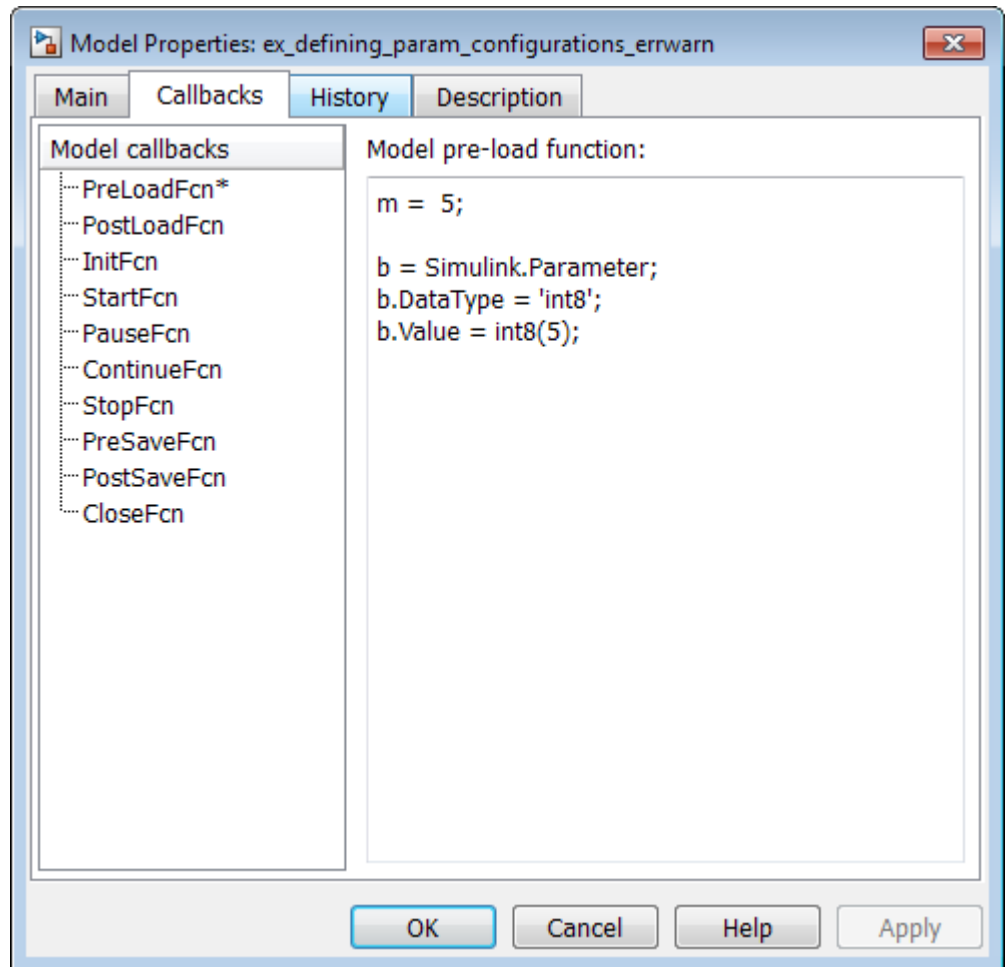 Model Properties: ex_defining_param_configurations_errwarn
Main Callbacks History Description
Model callbacks
PreLoadFcn*
PostLoadFcn
InitFcn
StartFcn
PauseFcn
ContinueFcn
StopFcn
PreSaveFcn
PostSaveFcn
CloseFcn
Model pre-load function:
m =  5;
b = Simulink.Parameter;
b.DataType = 'int8';
b.Value = int8(5);
OK Cancel Help Apply